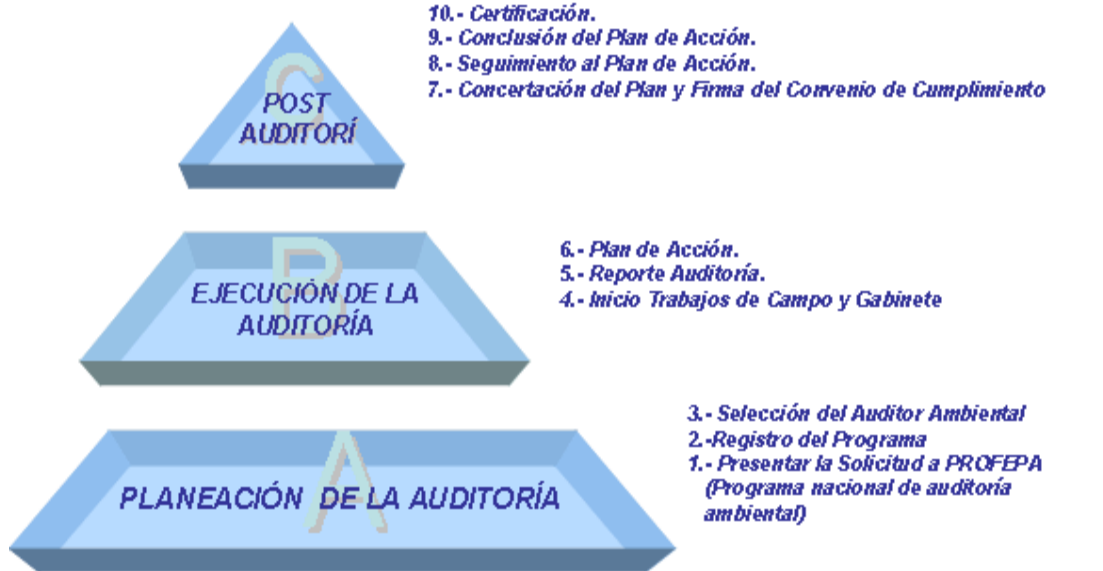 10.- Certificación.
9.- Conclusión del Plan de Acción.
8.- Seguimiento al Plan de Acción.
7.- Concertación del Plan y Firma del Convenio de Cumplimiento
C
POST
AUDITORÍ
6.- Plan de Acción.
5.- Reporte Auditoría.
4.- Inicio Trabajos de Campo y Gabinete
B
EJECUCIÓN DE LA
AUDITORÍA
3.- Selección del Auditor Ambiental
2.-Registro del Programa
1.- Presentar la Solicitud a PROFEPA
(Programa nacional de auditoría
ambiental)
A
PLANEACIÓN DE LA AUDITORÍA